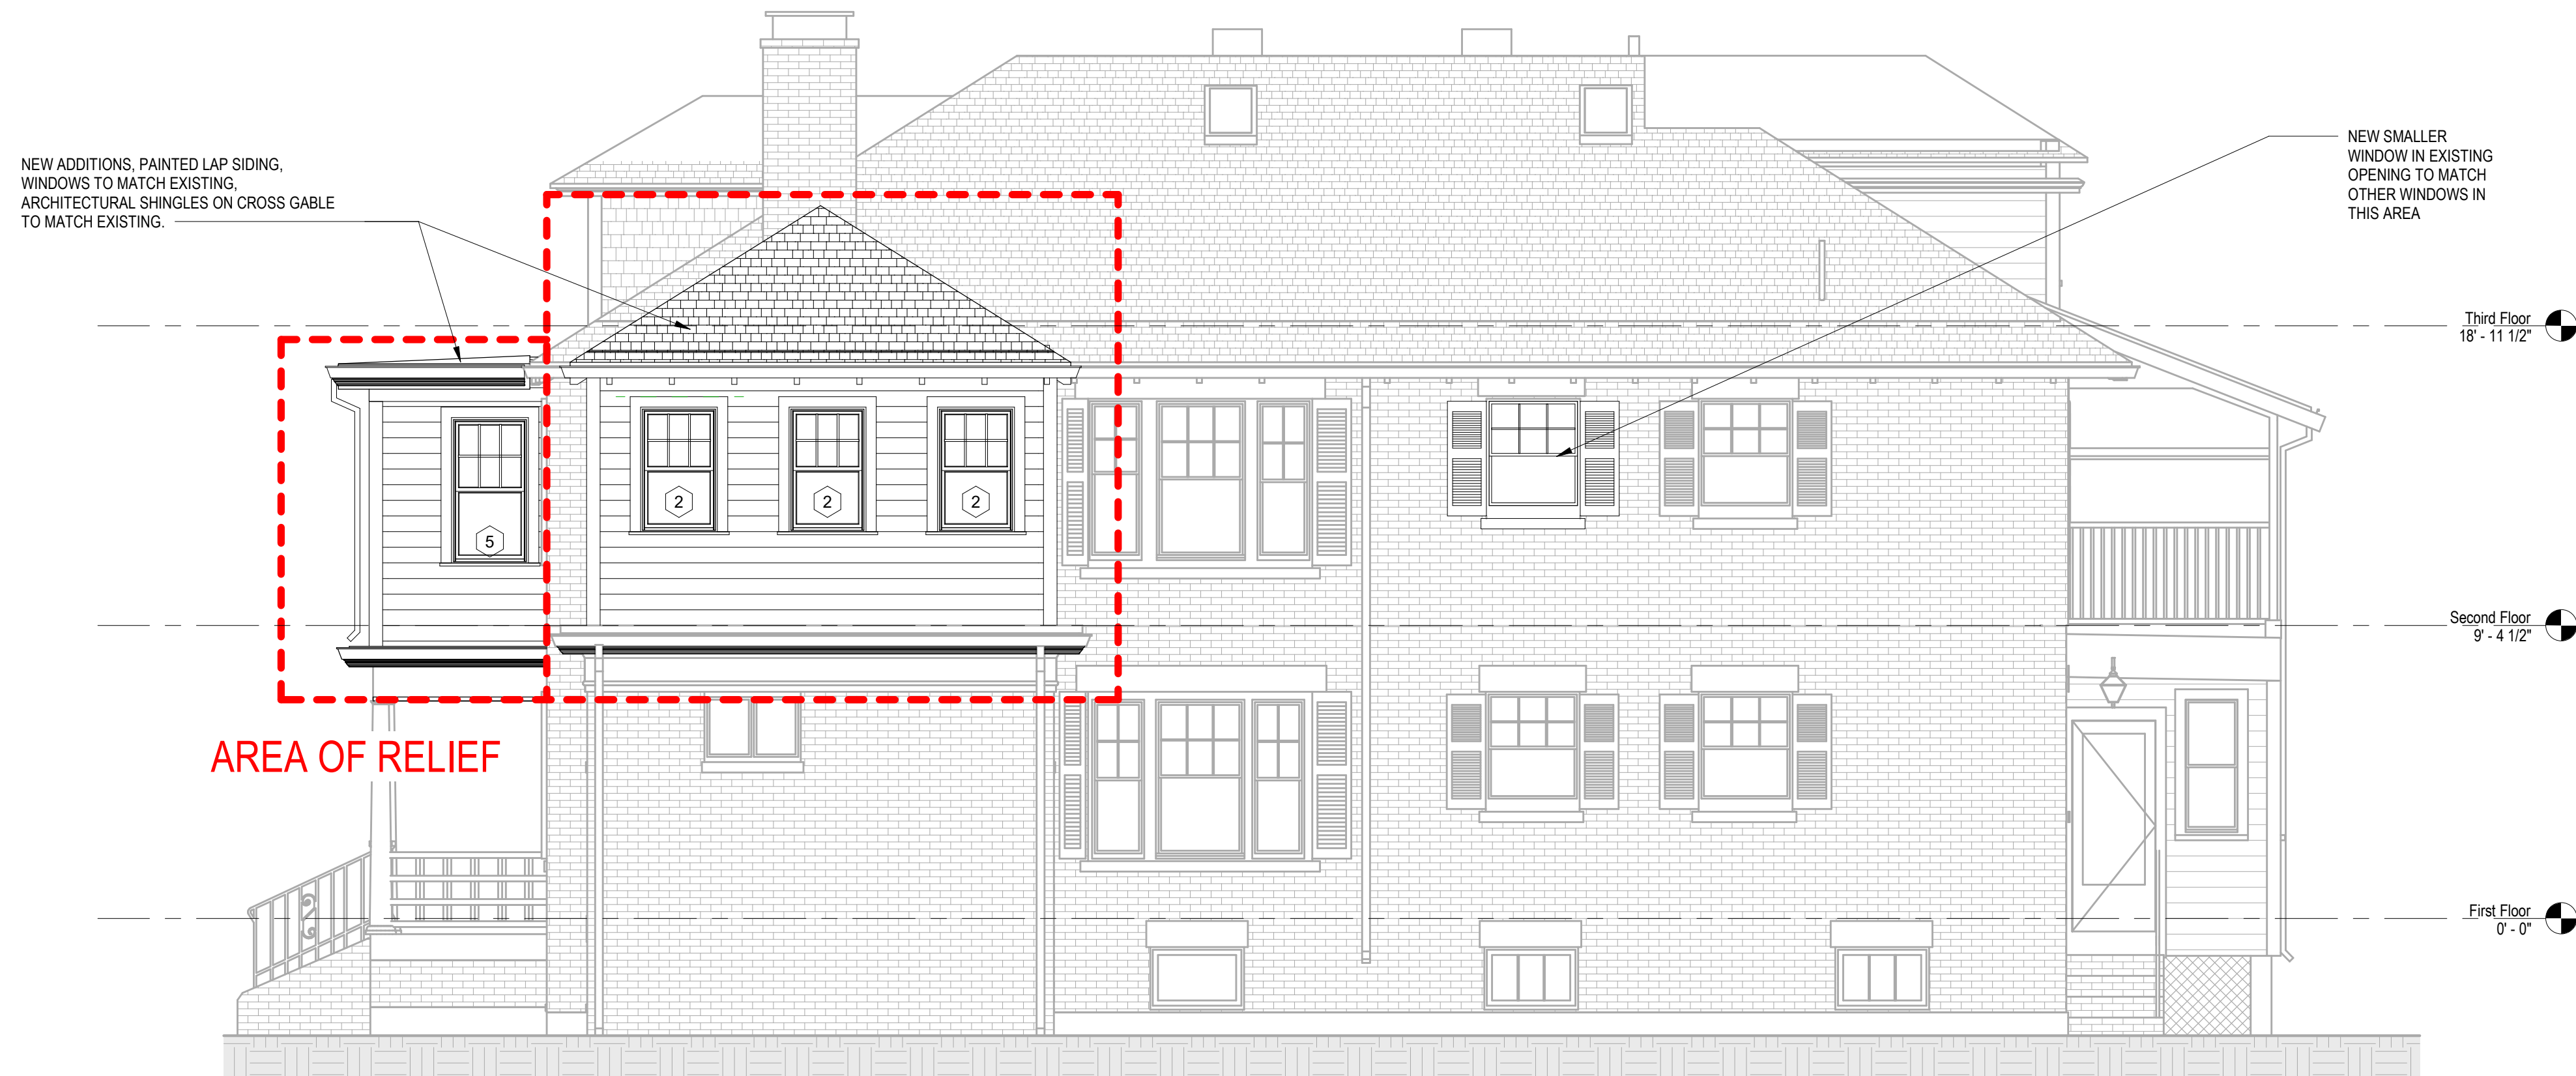 NEW ADDITIONS, PAINTED LAP SIDING,
WINDOWS TO MATCH EXISTING,
ARCHITECTURAL SHINGLES ON CROSS GABLE
TO MATCH EXISTING.
NEW SMALLER
WINDOW IN EXISTING
OPENING TO MATCH
OTHER WINDOWS IN
THIS AREA
Third Floor
18' - 11 1/2"
2
2
2
5
Second Floor
9' - 4 1/2"
AREA OF RELIEF
First Floor
0' - 0"